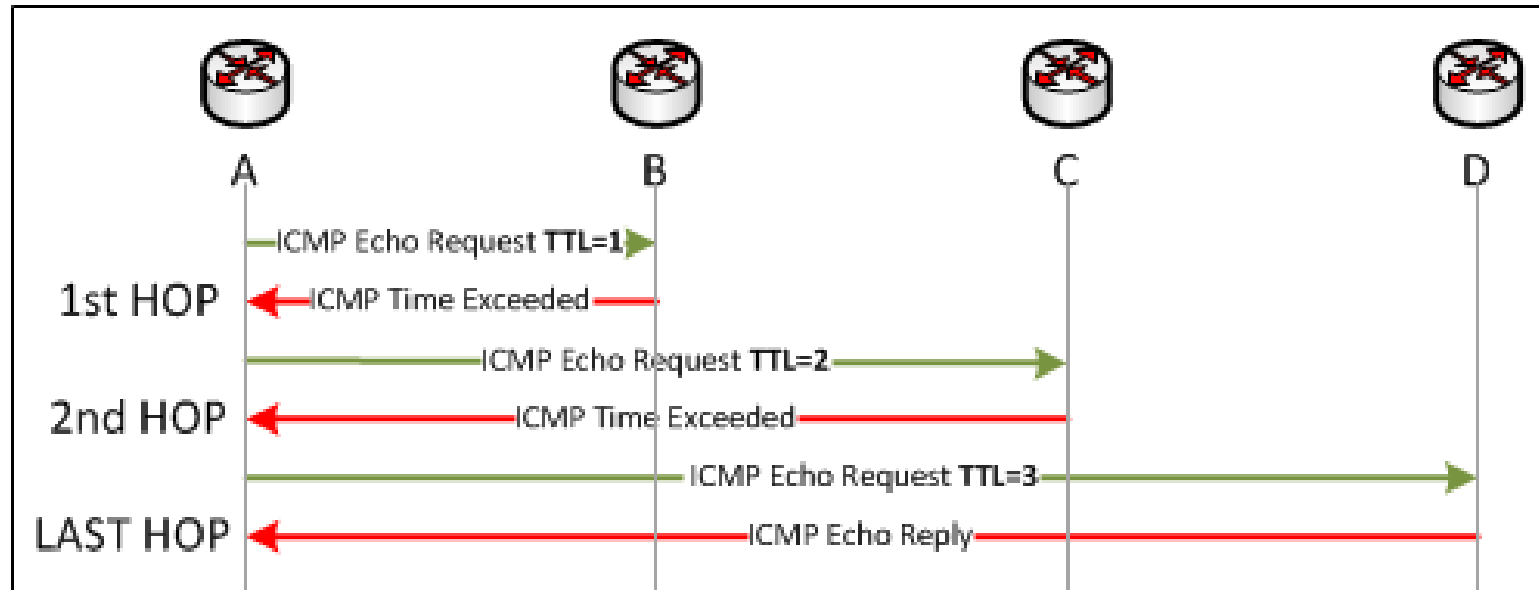 A B C D
ICMP Echo Request TTL=1
1st HOP ICMP Time Exceeded
ICMP Echo Request TTL=2
2nd HOP ICMP Time Exceeded
ICMP Echo Request TTL=3
LAST HOP ICMP Echo Reply